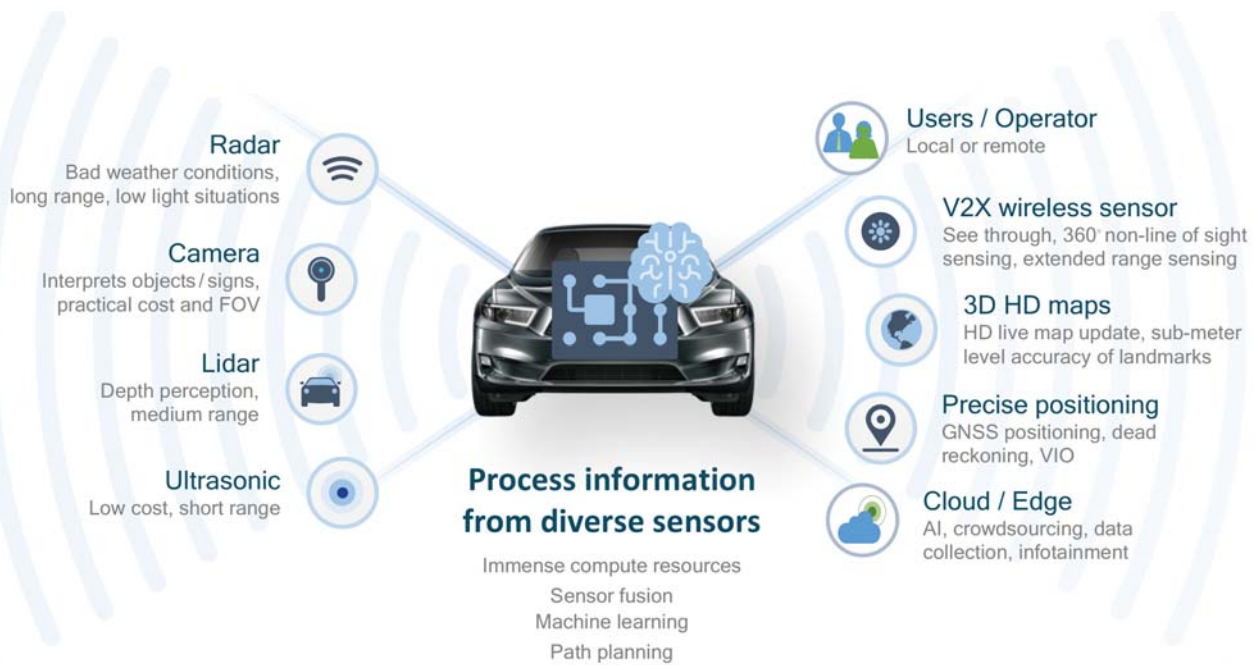 Radar
Bad weather conditions,
long range, low light situations
Camera
Interprets objects/signs,
practical cost and FOV
Lidar
Depth perception,
medium range
Ultrasonic
Low cost, short range
Users / Operator
Local or remote
V2X wireless sensor
See through, 360° non-line of sight
sensing, extended range sensing
3D HD maps
HD live map update, sub-meter
level accuracy of landmarks
Precise positioning
GNSS positioning, dead
reckoning, VIO
Cloud / Edge
AI, crowdsourcing, data
collection, infotainment
Process information
from diverse sensors
Immense compute resources
Sensor fusion
Machine learning
Path planning